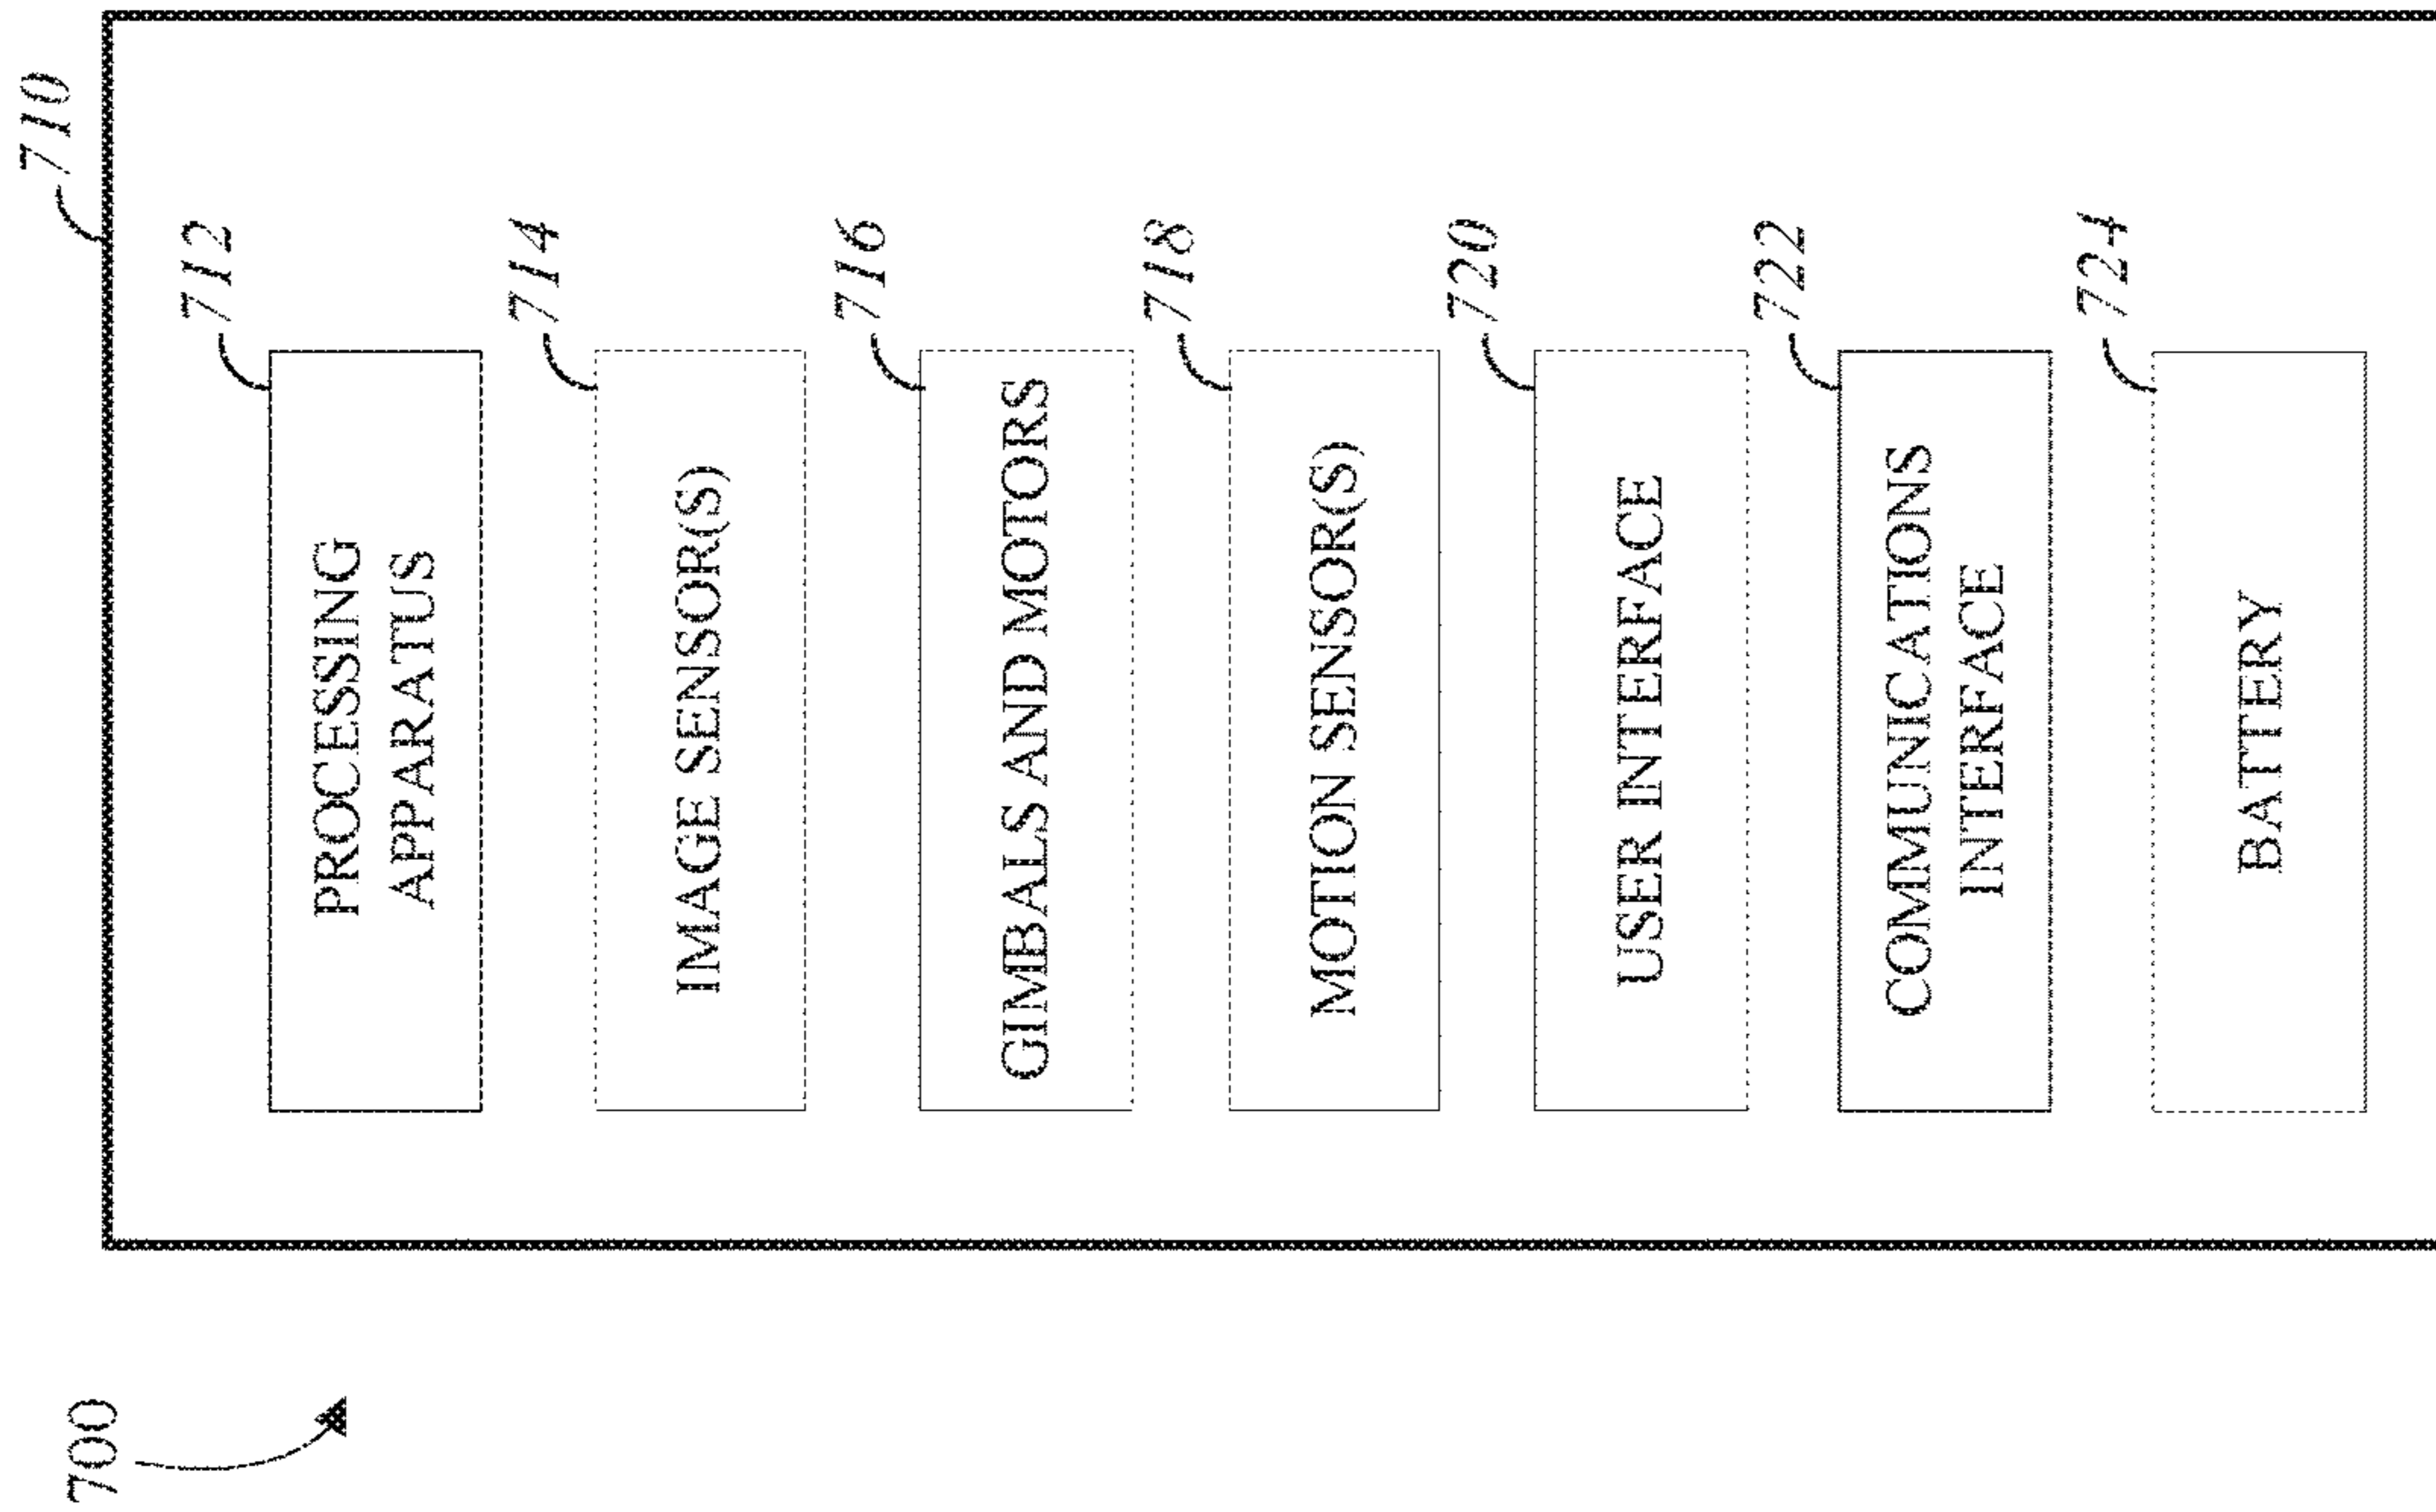 700
710
712
PROCESSING
APPARATUS
714
IMAGE SENSOR(S)
716
GIMBALS AND MOTORS
718
MOTION SENSOR(S)
720
USER INTERFACE
722
COMMUNICATIONS
INTERFACE
724
BATTERY